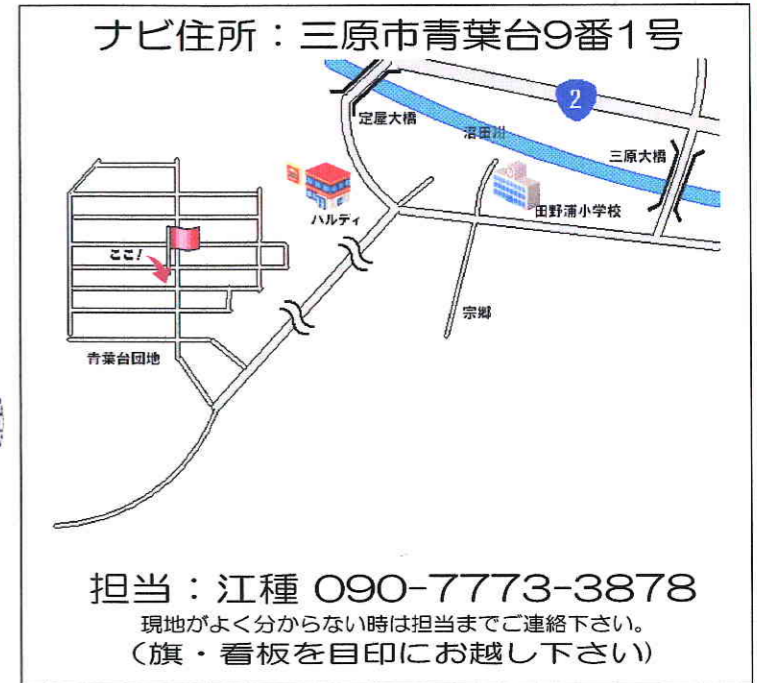 ナビ住所：三原市青葉台9番1号
2
定屋大橋
沼田川
三原大橋
ハルディ
田野浦小学校
ここ!
宗郷
青葉台団地
担当：江種 090-7773-3878
現地がよく分からない時は担当までご連絡下さい。
（旗・看板を目印にお越し下さい）